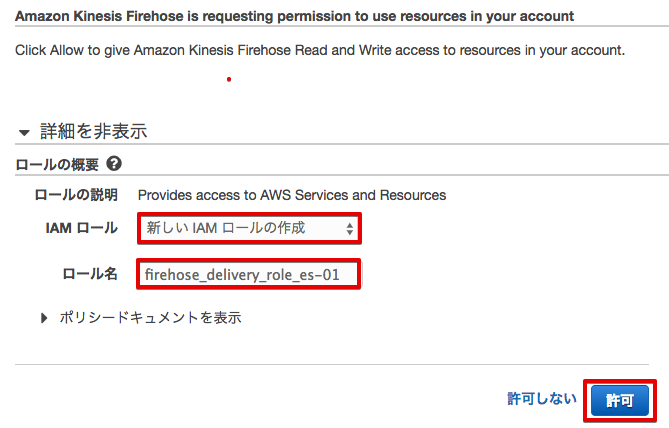 Amazon Kinesis Firehose is requesting permission to use resources in your account
Click Allow to give Amazon Kinesis Firehose Read and Write access to resources in your account.
詳細を非表示
ロールの概要 ?
ロールの説明 Provides access to AWS Services and Resources
IAM ロール 新しい IAM ロールの作成
ロール名 firehose_delivery_role_es-01
ポリシードキュメントを表示
許可しない 許可